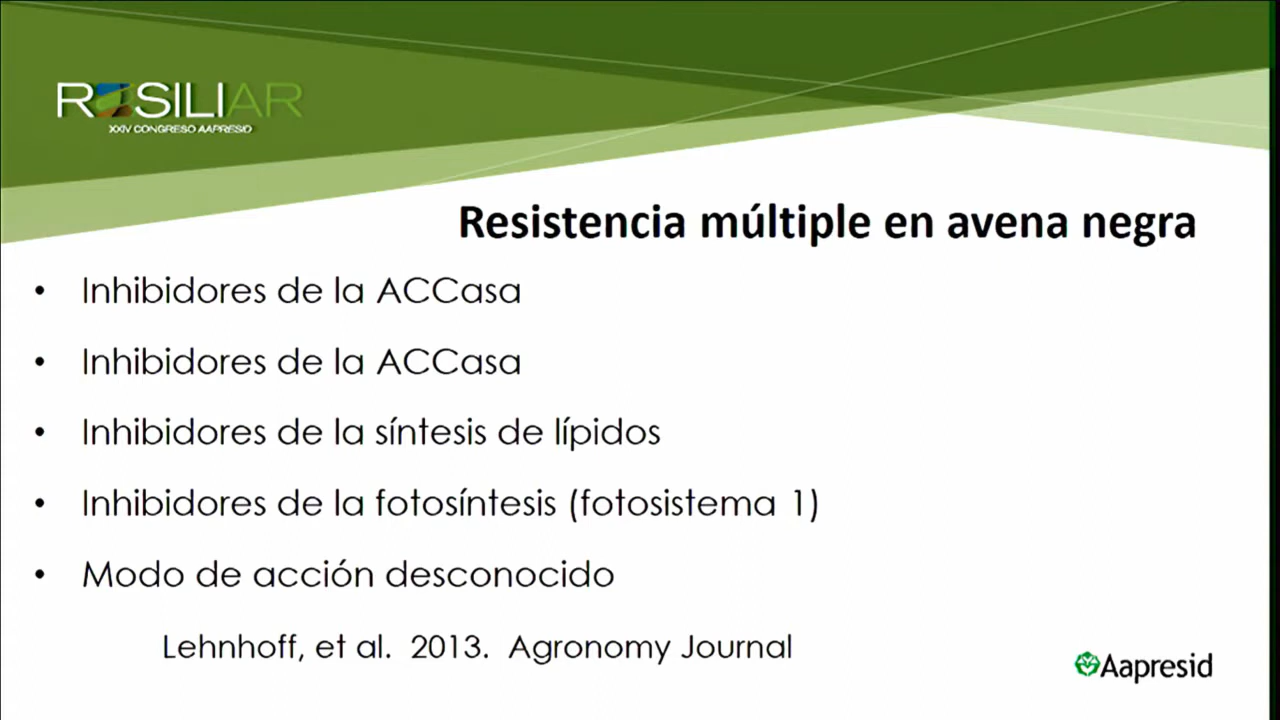 RESILIAR
XXIV CONGRESO AAPRESID
Resistencia múltiple en avena negra
• Inhibidores de la ACCasa
• Inhibidores de la ACCasa
• Inhibidores de la síntesis de lípidos
• Inhibidores de la fotosíntesis (fotosistema 1)
• Modo de acción desconocido
Lehnhoff, et al. 2013. Agronomy Journal
Aapresid